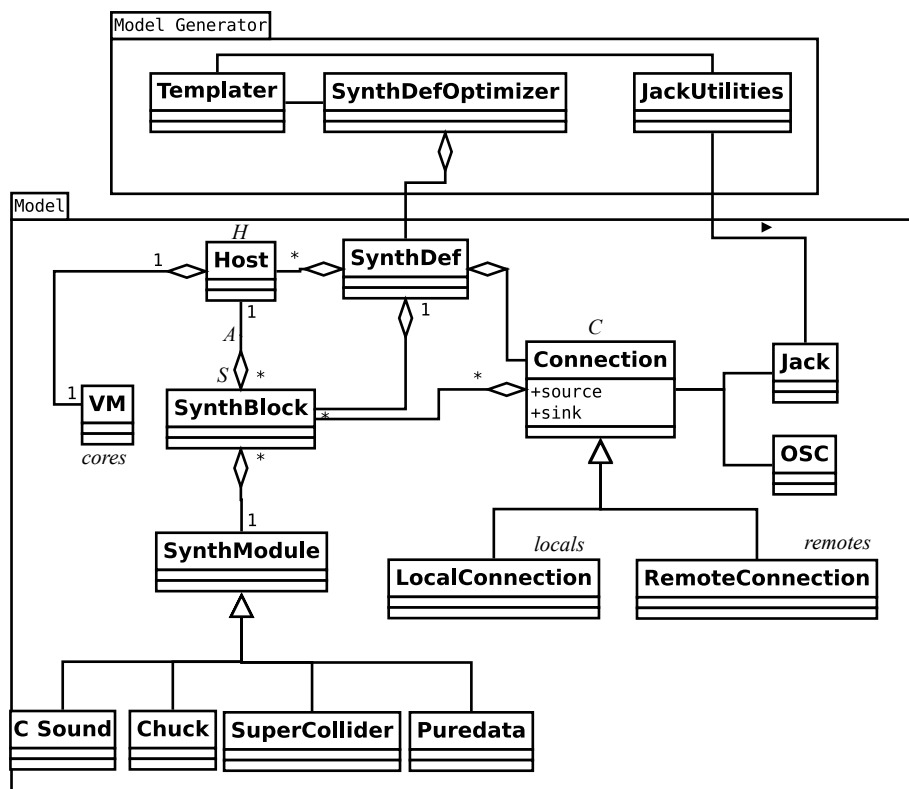 Model Generator
Templater
SynthDefOptimizer
JackUtilities
Model
H
1
Host
*
SynthDef
1
1
A
C
Connection
Jack
S
*
*
+source
1
VM
SynthBlock
*
+sink
cores
*
OSC
1
SynthModule
locals
remotes
LocalConnection
RemoteConnection
C Sound
Chuck
SuperCollider
Puredata